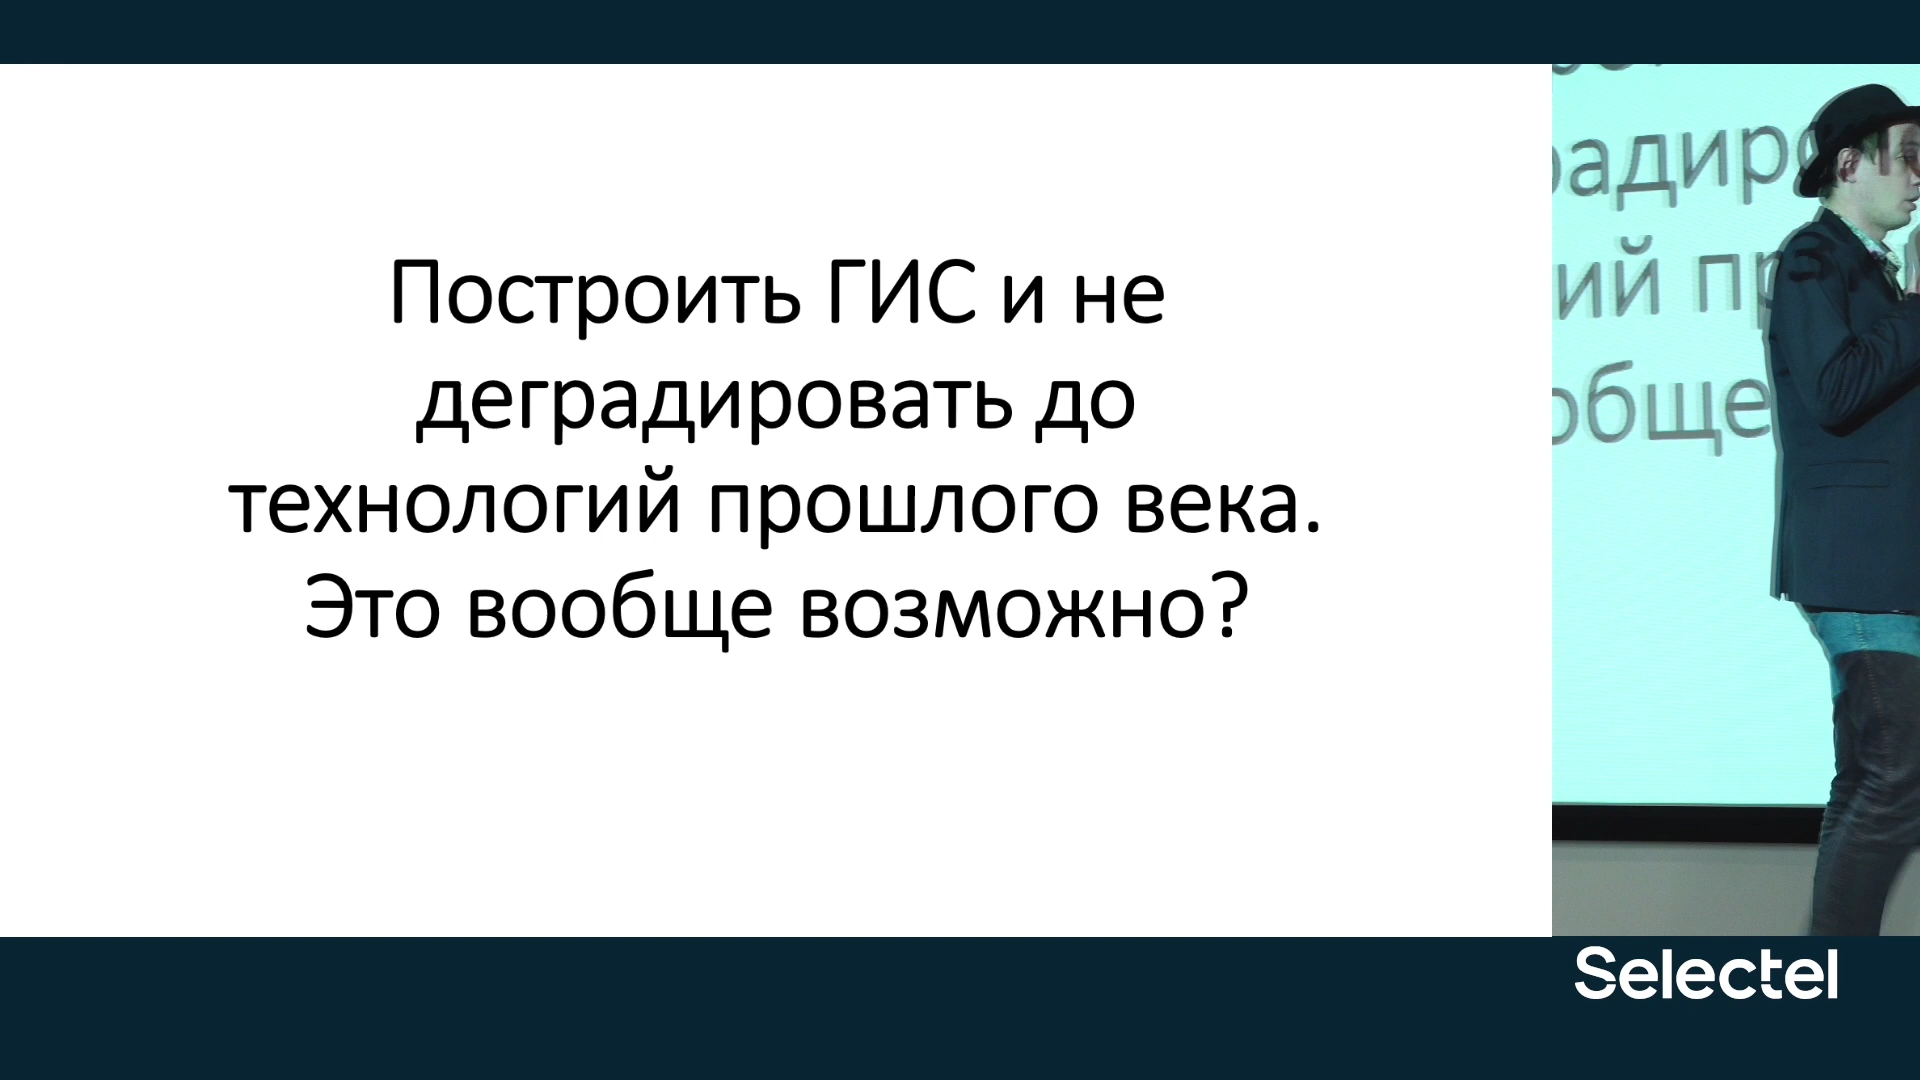 Построить ГИС и не
деградировать до
технологий прошлого века.
Это вообще возможно?
Selectel